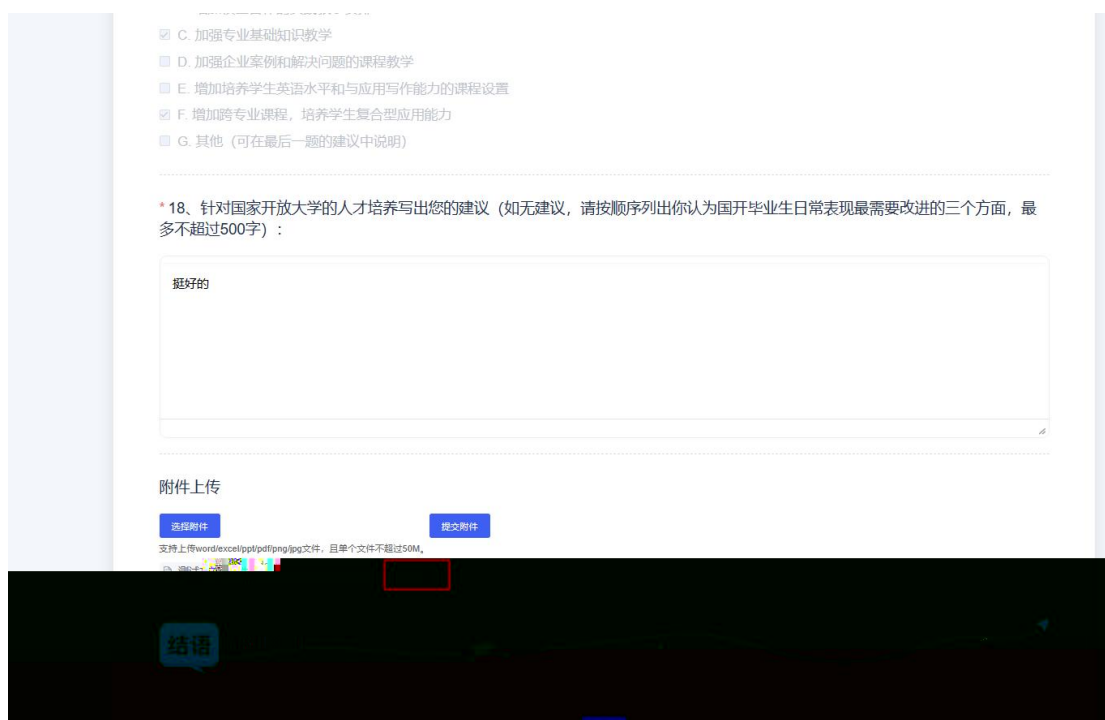 C. 加强专业基础知识教学
D. 加强企业案例和解决问题的课程教学
E. 增加培养学生英语水平和与应用写作能力的课程设置
F. 增加跨专业课程，培养学生复合型应用能力
G. 其他（可在最后一题的建议中说明）
* 18、针对国家开放大学的人才培养写出您的建议（如无建议，请按顺序列出你认为国开毕业生日常表现最需要改进的三个方面，最
多不超过500字）：
挺好的
附件上传
选择附件 提交附件
支持上传word/excel/ppt/pdf/png/jpg文件，且单个文件不超过50M。
结语